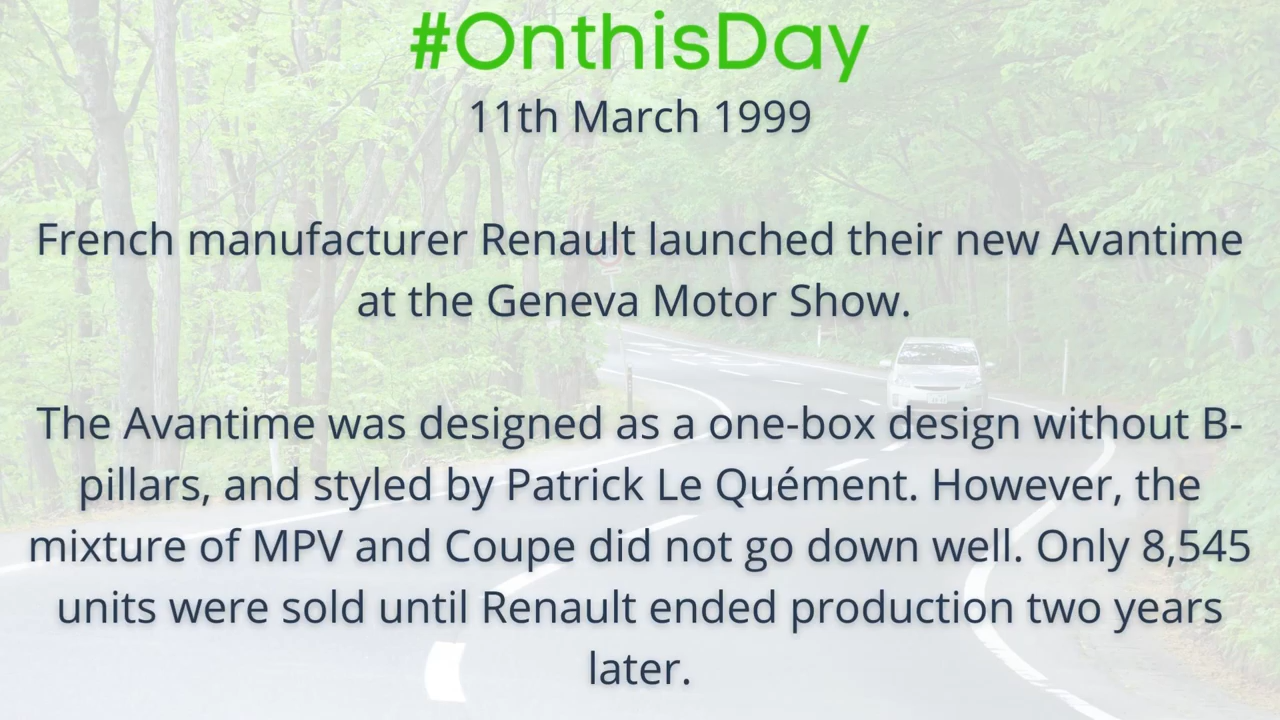 #OnthisDay
11th March 1999
French manufacturer Renault launched their new Avantime
at the Geneva Motor Show.
The Avantime was designed as a one-box design without B-
pillars, and styled by Patrick Le Quément. However, the
mixture of MPV and Coupe did not go down well. Only 8,545
units were sold until Renault ended production two years
later.